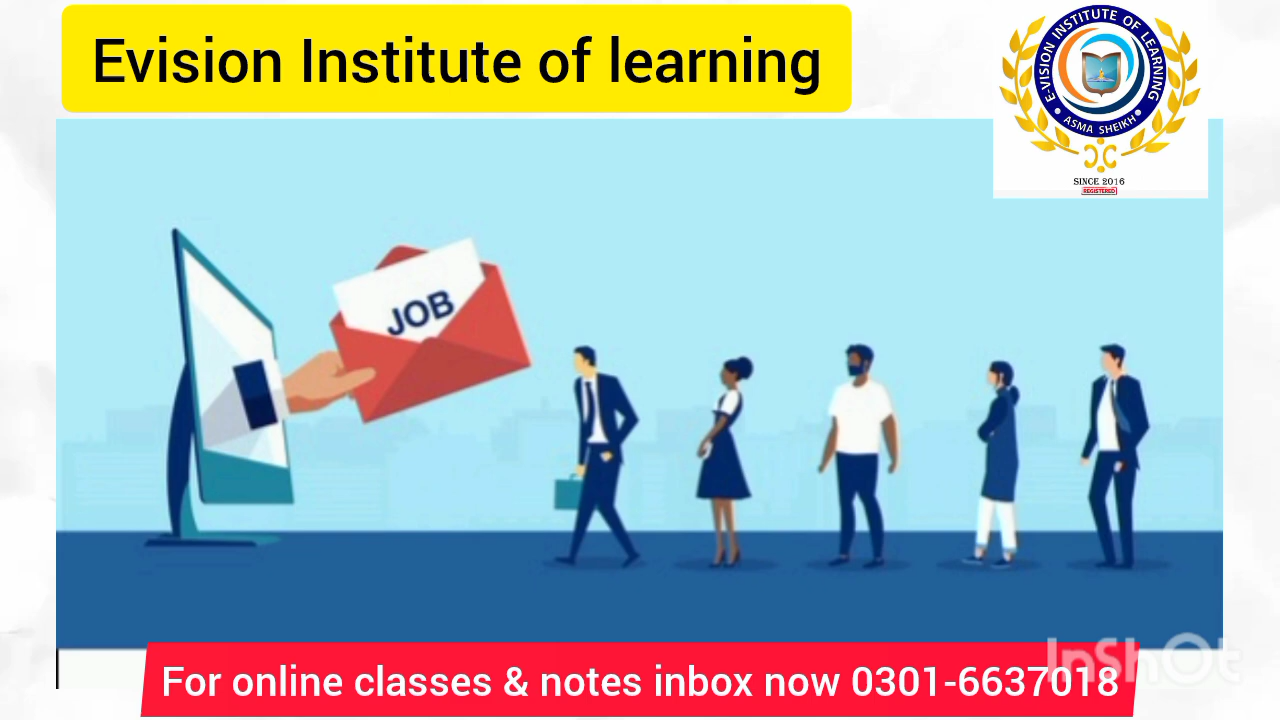 Evision Institute of learning
E-VISION INSTITUTE OF LEARNING
ASMA SHEIKH
SINCE 2016
REGISTERED
JOB
For online classes & notes inbox now 0301-6637018
InShOt